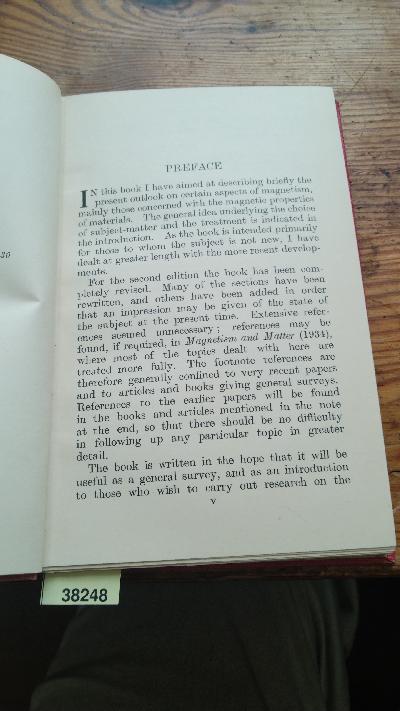 36
PREFACE
IN this book I have aimed at describing briefly the
present outlook on certain aspects of magnetism,
mainly those concerned with the magnetic properties
of materials. The general idea underlying the choice
of subject-matter and the treatment is indicated in
the introduction. As the book is intended primarily
for those to whom the subject is not new, I have
dealt at greater length with the more recent develop-
ments.
For the second edition the book has been com-
pletely revised. Many of the sections have been
rewritten, and others have been added in order
that an impression may be given of the state of
the subject at the present time. Extensive refer-
ences seemed unnecessary; references may be
found, if required, in Magnetism and Matter (1934),
where most of the topics dealt with here are
treated more fully. The footnote references are
therefore generally confined to very recent papers
and to articles and books giving general surveys.
References to the earlier papers will be found
in the books and articles mentioned in the note
at the end, so that there should be no difficulty
in following up any particular topic in greater
detail.
The book is written in the hope that it will be
useful as a general survey, and as an introduction
to those who wish to carry out research on the
v
38248